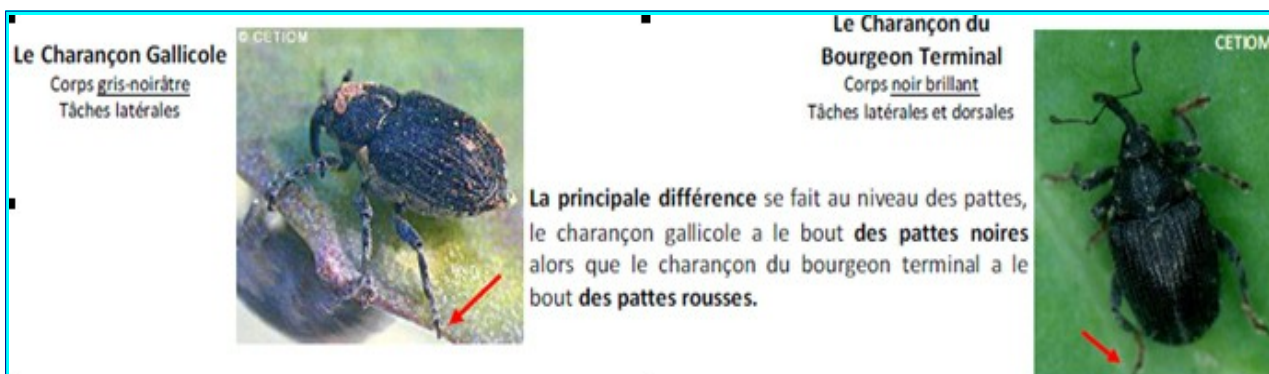 © CETIOM
Le Charançon Gallicole
Corps gris-noirâtre
Tâches latérales
Le Charançon du
Bourgeon Terminal
Corps noir brillant
Tâches latérales et dorsales
CETIOM
La principale différence se fait au niveau des pattes,
le charançon gallicole a le bout des pattes noires
alors que le charançon du bourgeon terminal a le
bout des pattes rousses.